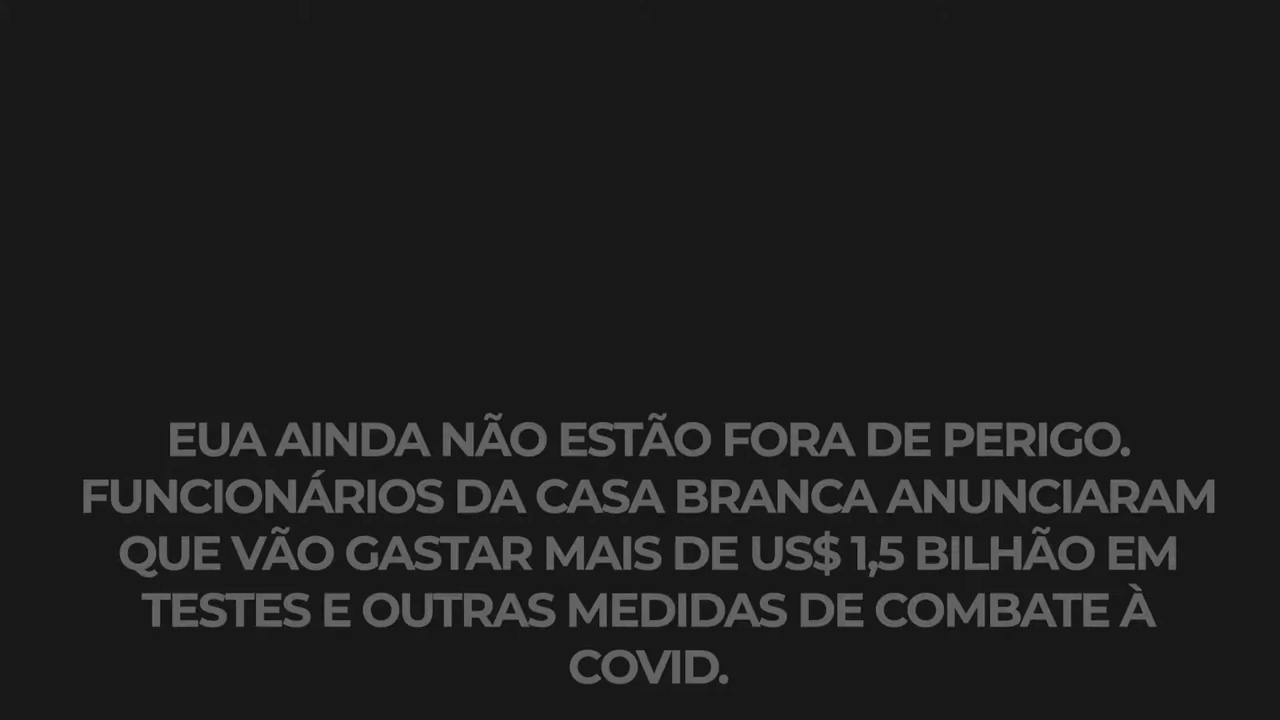 EUA AINDA NÃO ESTÃO FORA DE PERIGO.
FUNCIONÁRIOS DA CASA BRANCA ANUNCIARAM
QUE VÃO GASTAR MAIS DE US$ 1,5 BILHÃO EM
TESTES E OUTRAS MEDIDAS DE COMBATE À
COVID.